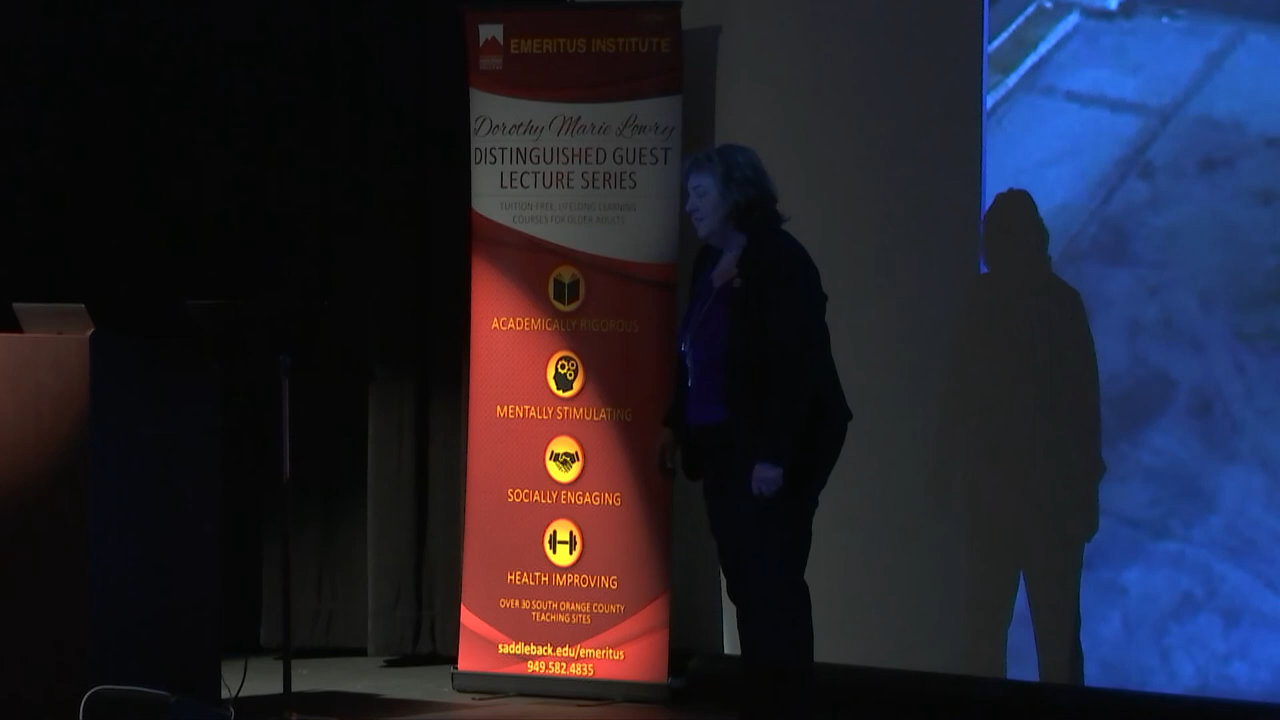 EMERITUS INSTITUTE
Dorothy Marie Lowry
DISTINGUISHED GUEST
LECTURE SERIES
TUITION-FREE, LIFELONG LEARNING
COURSES FOR OLDER ADULTS
ACADEMICALLY RIGOROUS
MENTALLY STIMULATING
SOCIALLY ENGAGING
HEALTH IMPROVING
OVER 30 SOUTH ORANGE COUNTY
TEACHING SITES
saddleback.edu/emeritus
949.582.4835